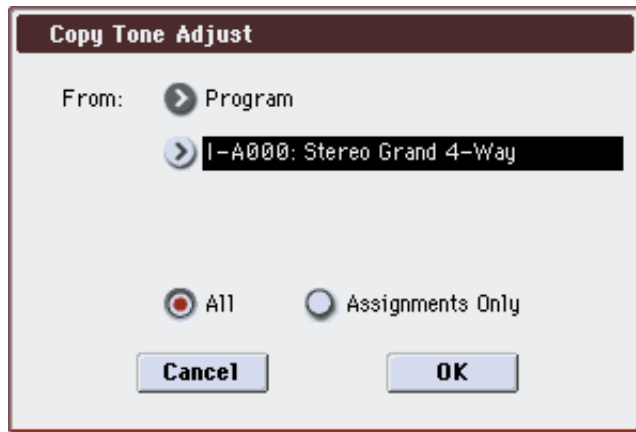 Copy Tone Adjust
From: Program
I-A000: Stereo Grand 4-Way
All Assignments Only
Cancel OK